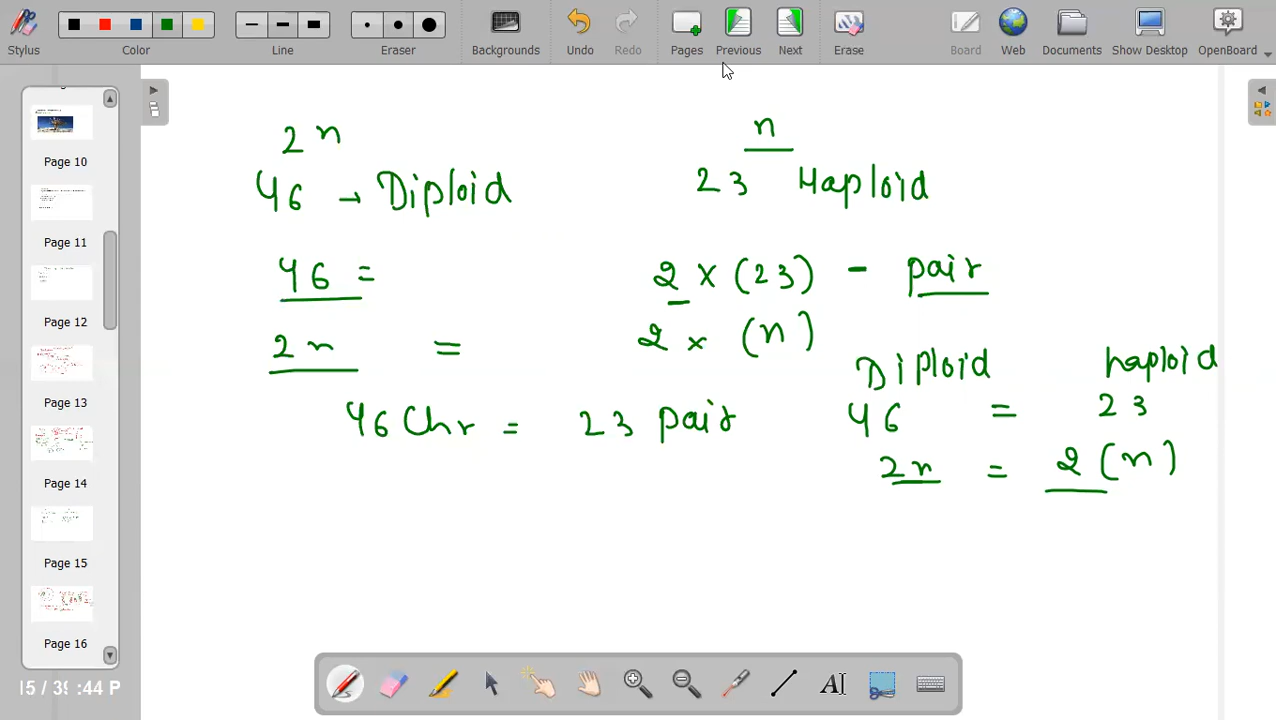 Stylus
Color
Line
Eraser
Backgrounds
Undo
Redo
Pages
Previous
Next
Erase
Board
Web
Documents
Show Desktop
OpenBoard
Page 10
Page 11
Page 12
Page 13
Page 14
Page 15
Page 16
2n
n
46 → Diploid
23 Haploid
46 =
2 × (23) - pair
2n = 2 × (n)
Diploid haploid
46 Chr = 23 pair
46 = 23
2n = 2 (n)